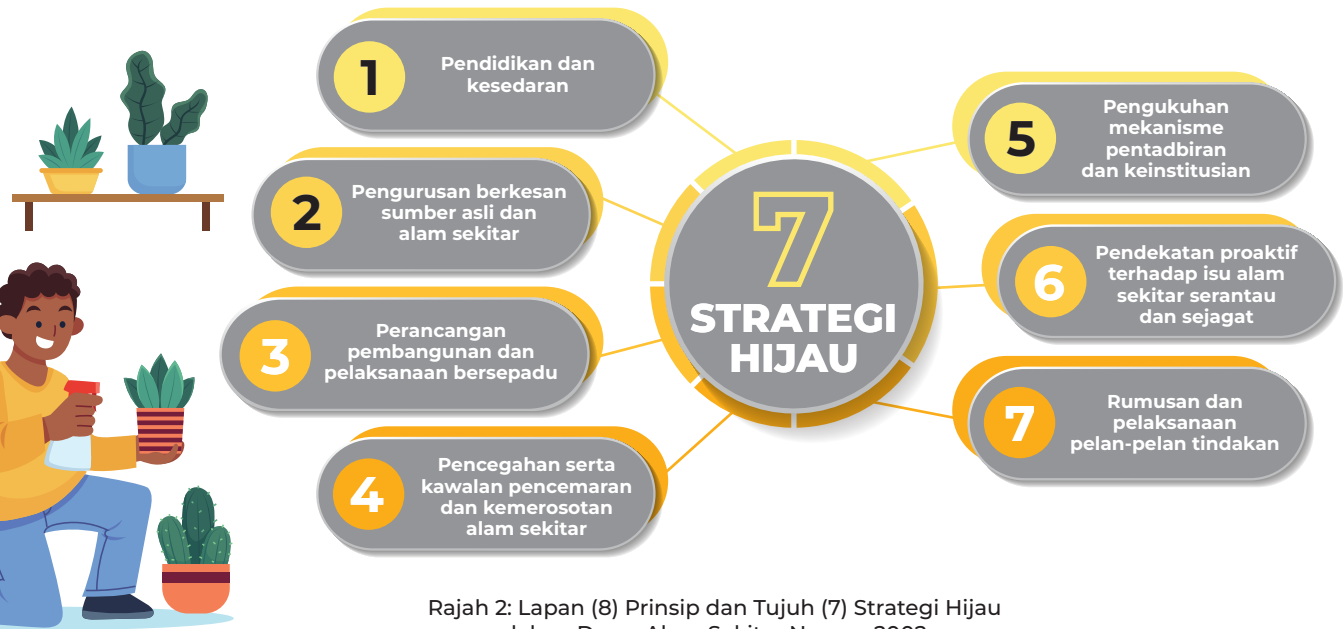 1
Pendidikan dan
kesedaran
2
Pengurusan berkesan
sumber asli dan
alam sekitar
3
Perancangan
pembangunan dan
pelaksanaan bersepadu
4
Pencegahan serta
kawalan pencemaran
dan kemerosotan
alam sekitar
7
STRATEGI
HIJAU
5
Pengukuhan
mekanisme
pentadbiran
dan keinstitusian
6
Pendekatan proaktif
terhadap isu alam
sekitar serantau
dan sejagat
7
Rumusan dan
pelaksanaan
pelan-pelan tindakan
Rajah 2: Lapan (8) Prinsip dan Tujuh (7) Strategi Hijau